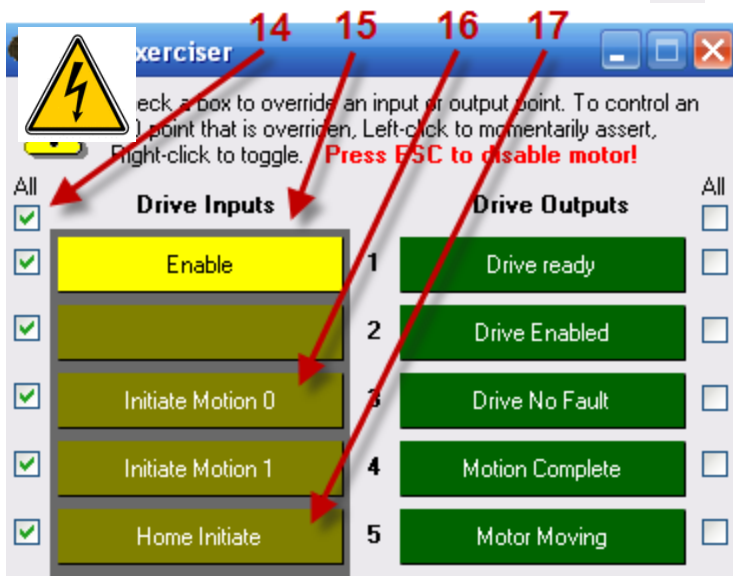 14 15 16 17
xerciser
eck a box to override an input or output point. To control an
point that is overriden, Left-click to momentarily assert,
Right-click to toggle. Press ESC to disable motor!
All Drive Inputs Drive Outputs All
Enable 1 Drive ready
2 Drive Enabled
Initiate Motion 0 3 Drive No Fault
Initiate Motion 1 4 Motion Complete
Home Initiate 5 Motor Moving